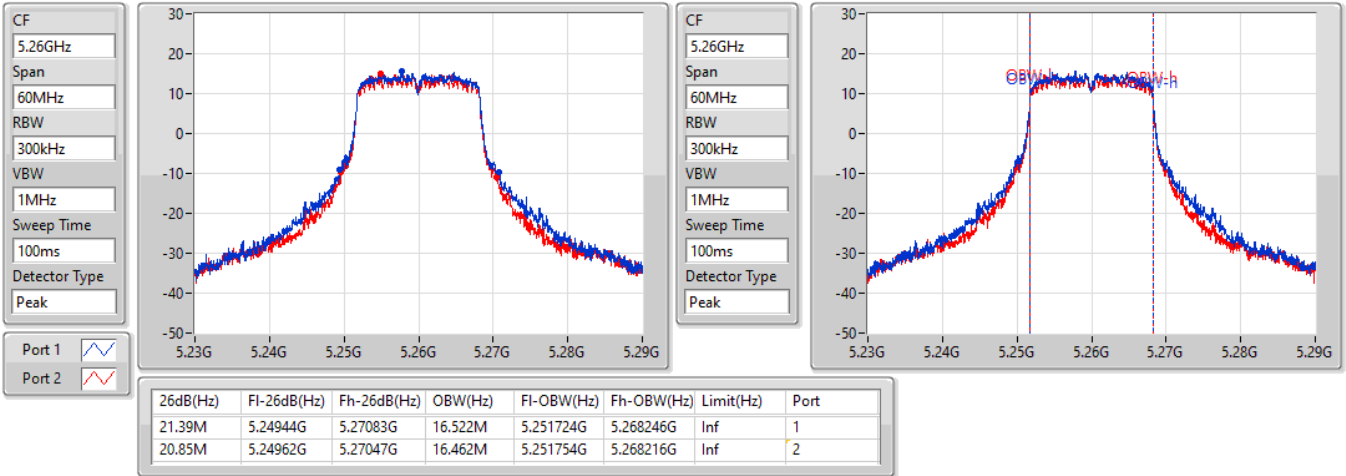 CF
5.26GHz
Span
60MHz
RBW
300kHz
VBW
1MHz
Sweep Time
100ms
Detector Type
Peak
Port 1
Port 2
30
20
10
0
-10
-20
-30
-40
-50
5.23G 5.24G 5.25G 5.26G 5.27G 5.28G 5.29G
CF
5.26GHz
Span
60MHz
RBW
300kHz
VBW
1MHz
Sweep Time
100ms
Detector Type
Peak
30
20
10
0
-10
-20
-30
-40
-50
OBW-h
OBW-h
5.23G 5.24G 5.25G 5.26G 5.27G 5.28G 5.29G
26dB(Hz) Fl-26dB(Hz) Fh-26dB(Hz) OBW(Hz) Fl-OBW(Hz) Fh-OBW(Hz) Limit(Hz) Port
21.39M 5.24944G 5.27083G 16.522M 5.251724G 5.268246G Inf 1
20.85M 5.24962G 5.27047G 16.462M 5.251754G 5.268216G Inf 2